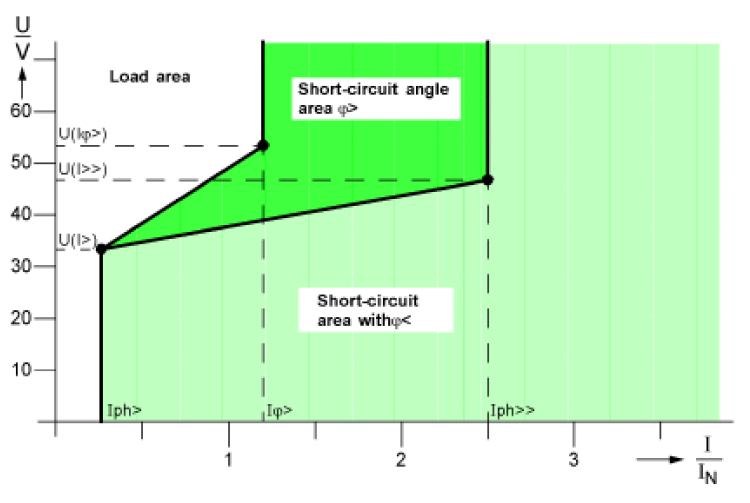 U
V
Load area
Short-circuit angle
area φ>
60
U(Iφ>)
50
U(I>>)
40
U(I>)
30
Short-circuit
area withφ<
20
10
Iph>
Iφ>
Iph>>
1
2
3
I
I_N